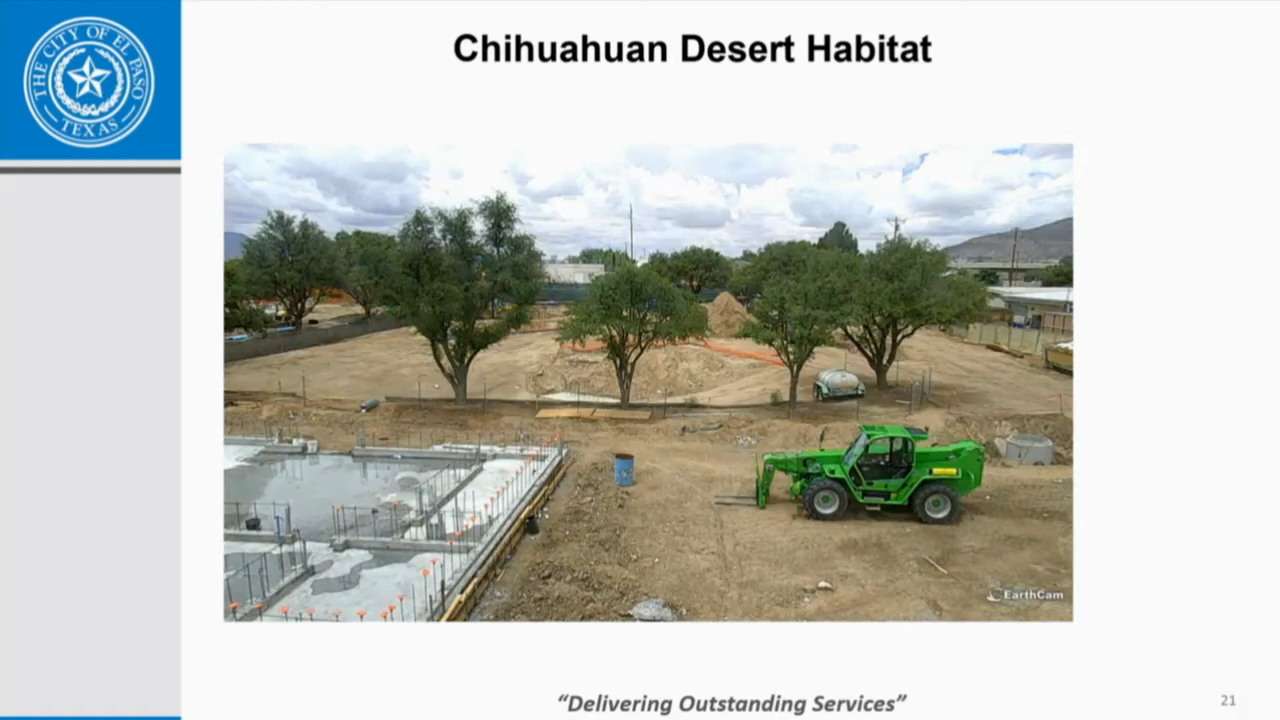 Chihuahuan Desert Habitat
THE CITY OF EL PASO
TEXAS
EarthCam
“Delivering Outstanding Services”
21